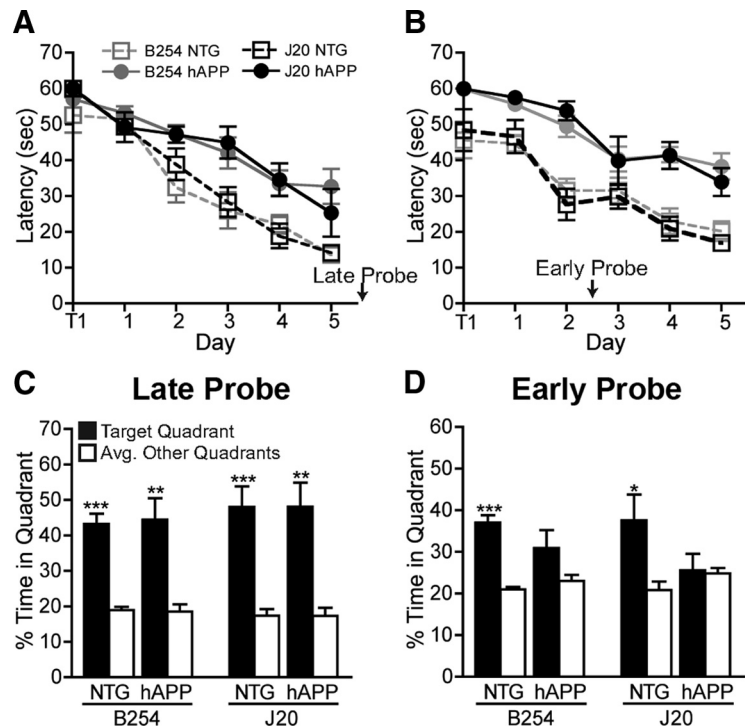 A
B254 NTG
J20 NTG
B254 hAPP
J20 hAPP
Latency (sec)
70
60
50
40
30
20
10
0
T1
1
2
3
4
5
Day
Late Probe
B
Latency (sec)
70
60
50
40
30
20
10
0
T1
1
2
3
4
5
Day
Early Probe
C
Late Probe
Target Quadrant
Avg. Other Quadrants
% Time in Quadrant
70
60
50
40
30
20
10
0
***
**
***
**
NTG hAPP
NTG hAPP
B254
J20
D
Early Probe
% Time in Quadrant
60
50
40
30
20
10
0
***
*
NTG hAPP
NTG hAPP
B254
J20